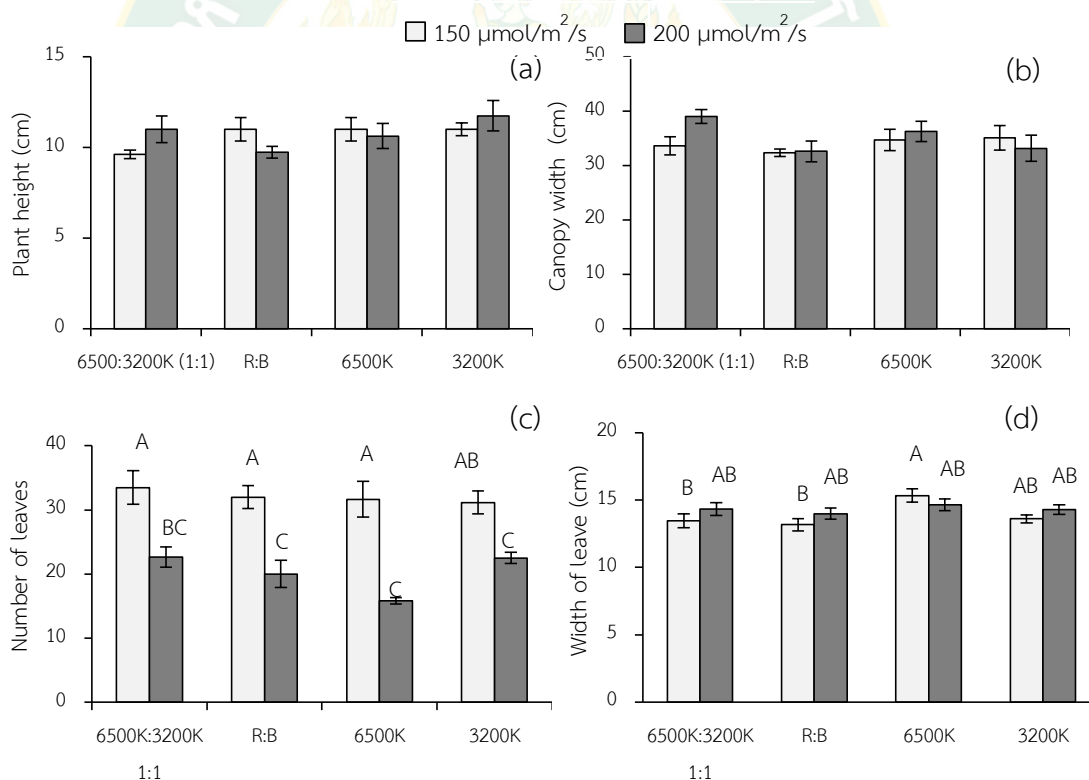 150 µmol/m²/s 200 µmol/m²/s
(a)
Plant height (cm)
15
10
5
0
6500:3200K (1:1) R:B 6500K 3200K
(b)
Canopy width (cm)
50
40
30
20
10
0
6500:3200K (1:1) R:B 6500K 3200K
(c)
Number of leaves
40
30
20
10
0
A BC A C A C AB C
6500K:3200K R:B 6500K 3200K
1:1
(d)
Width of leave (cm)
20
15
10
5
0
B AB B AB A AB AB AB
6500K:3200K R:B 6500K 3200K
1:1